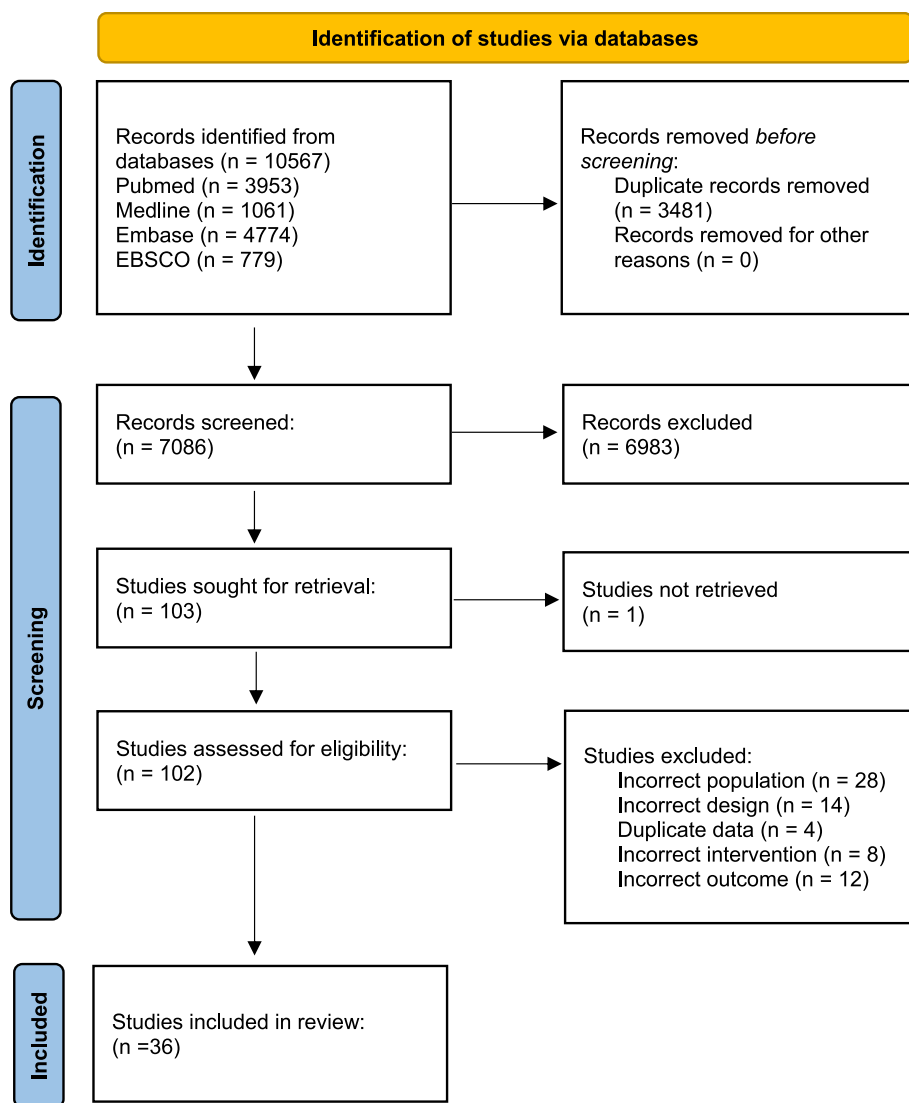 Identification of studies via databases
Identification
Records identified from
databases (n = 10567)
Pubmed (n = 3953)
Medline (n = 1061)
Embase (n = 4774)
EBSCO (n = 779)
Records removed before
screening:
Duplicate records removed
(n = 3481)
Records removed for other
reasons (n = 0)
Screening
Records screened:
(n = 7086)
Records excluded
(n = 6983)
Studies sought for retrieval:
(n = 103)
Studies not retrieved
(n = 1)
Studies assessed for eligibility:
(n = 102)
Studies excluded:
Incorrect population (n = 28)
Incorrect design (n = 14)
Duplicate data (n = 4)
Incorrect intervention (n = 8)
Incorrect outcome (n = 12)
Included
Studies included in review:
(n =36)